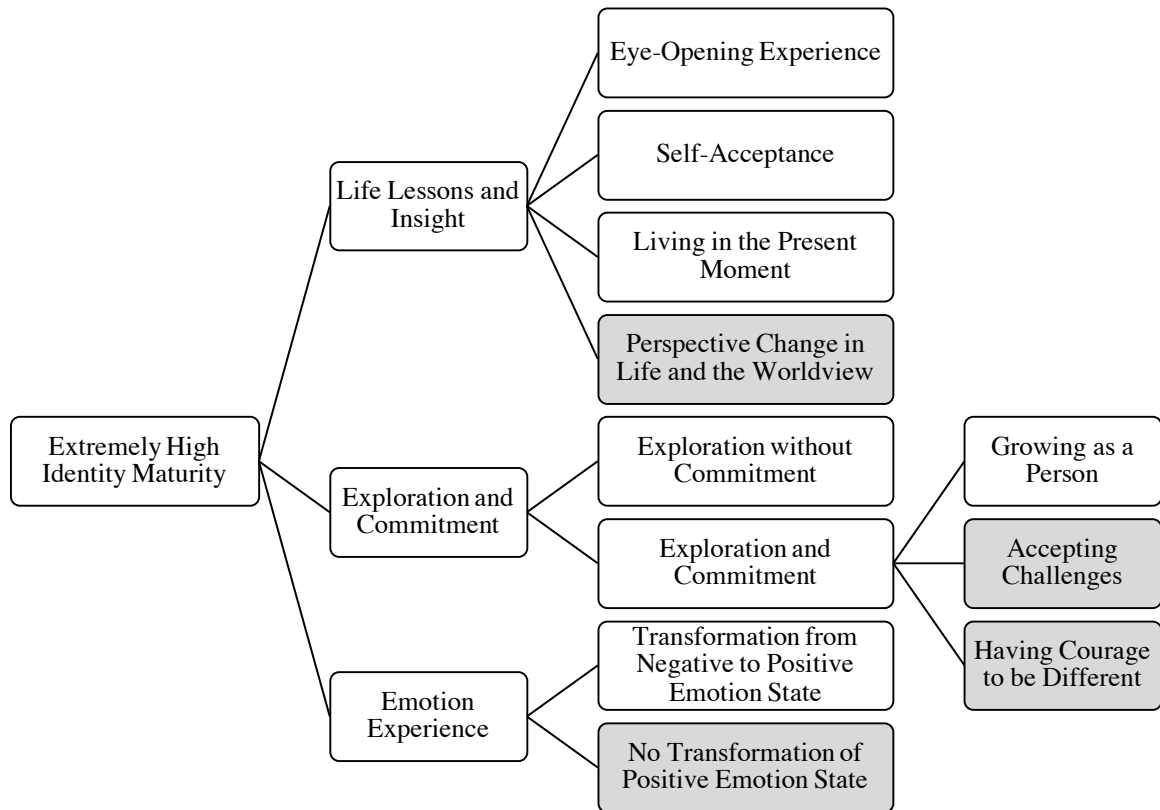 Eye-Opening Experience
Self-Acceptance
Life Lessons and
Insight
Living in the Present
Moment
Perspective Change in
Life and the Worldview
Extremely High
Identity Maturity
Exploration without
Commitment
Growing as a
Person
Exploration and
Commitment
Exploration and
Commitment
Accepting
Challenges
Transformation from
Negative to Positive
Emotion State
Having Courage
to be Different
Emotion
Experience
No Transformation of
Positive Emotion State